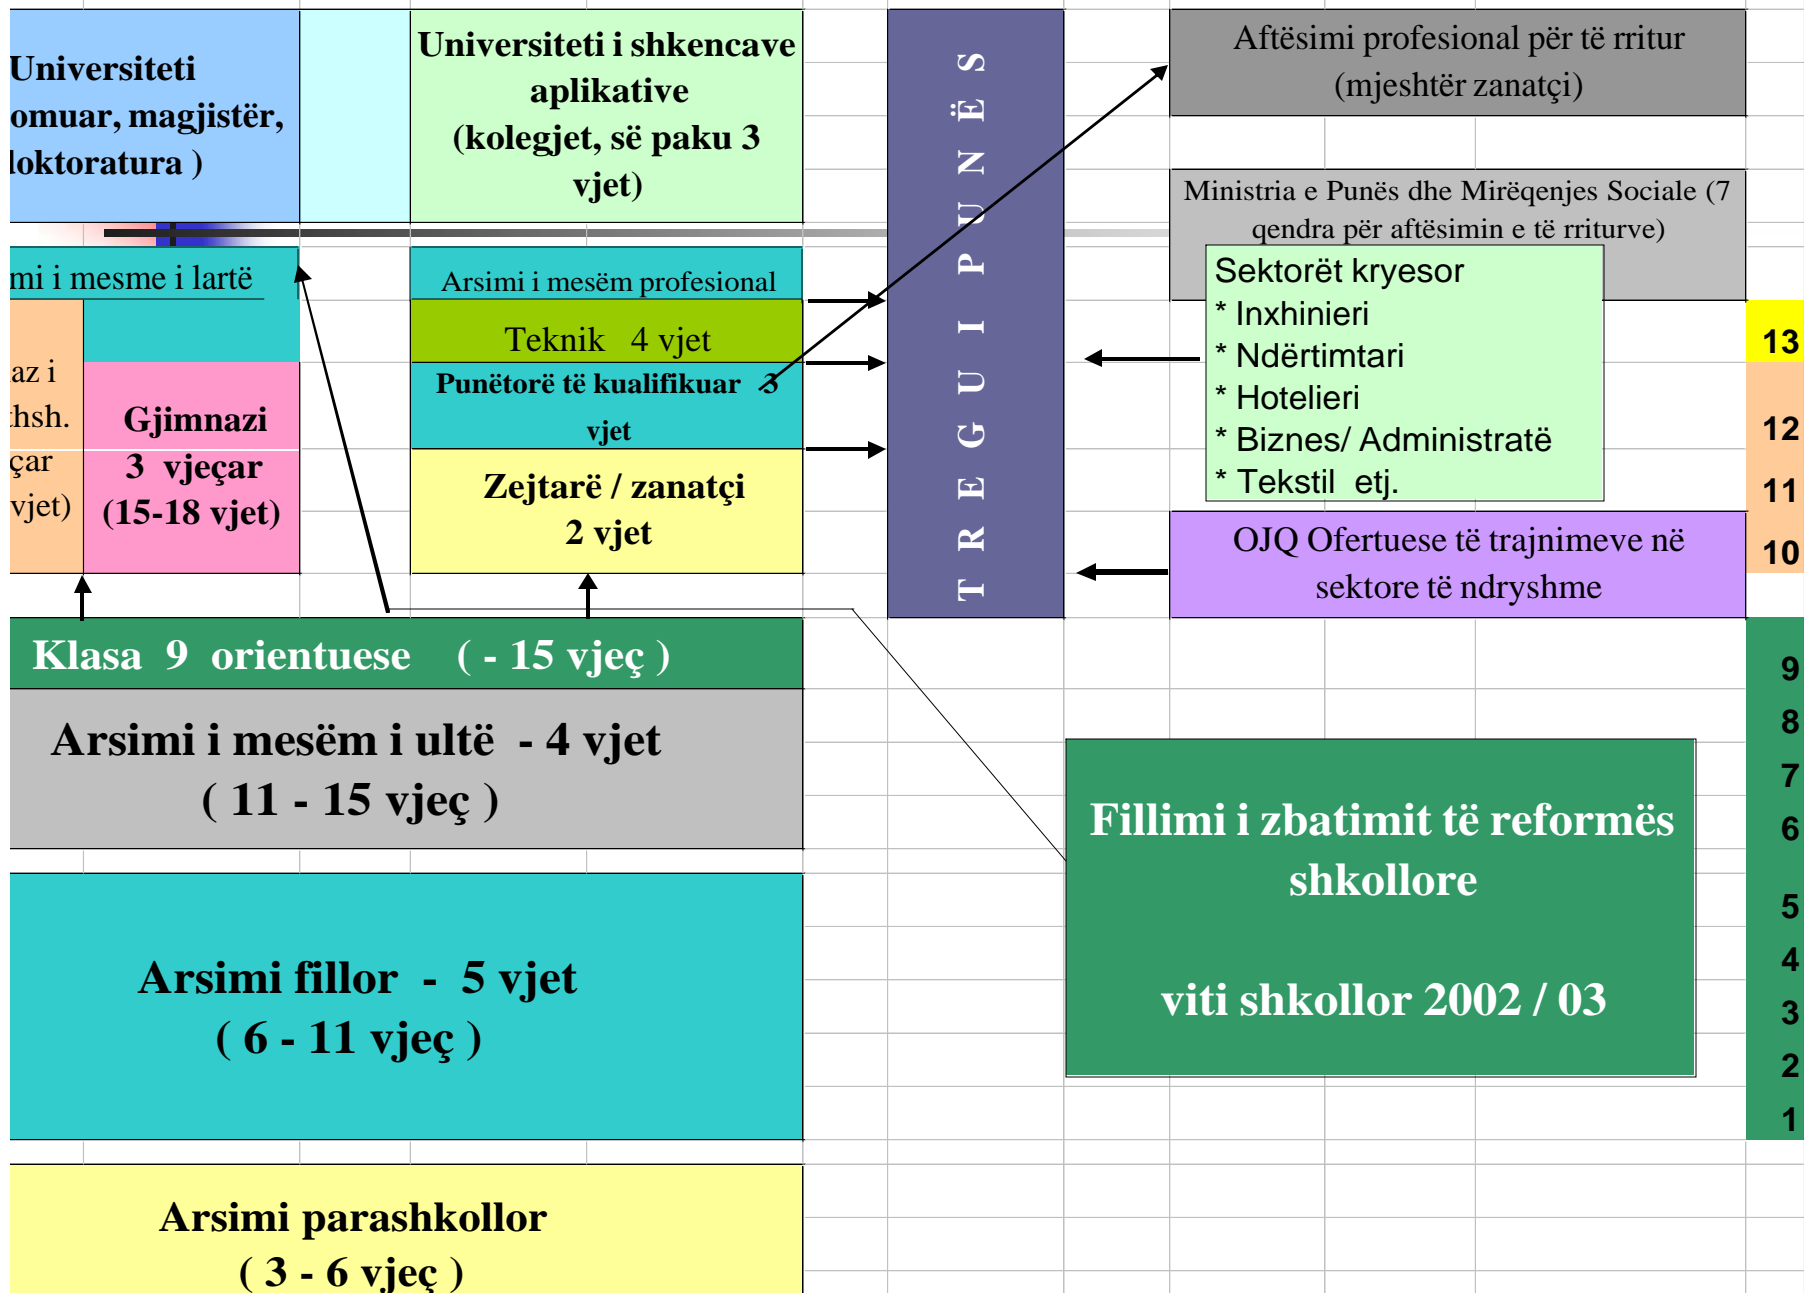 Universiteti
magjistër,
)
Universiteti i shkencave
aplikative
(kolegjet, së paku 3
vjet)
T R E G U I P U N Ë S
Aftësimi profesional për të rritur
(mjeshtër zanatçi)
Ministria e Punës dhe Mirëqenjes Sociale (7
qendra për aftësimin e të rriturve)
Sektorët kryesor
* Inxhinieri
* Ndërtimtari
* Hotelieri
* Biznes/ Administratë
* Tekstil etj.
OJQ Ofertuese të trajnimeve në
sektore të ndryshme
i mesme i lartë
i
vjet)
Gjimnazi
3 vjeçar
(15-18 vjet)
Arsimi i mesëm profesional
Teknik 4 vjet
Punëtorë të kualifikuar 3
vjet
Zejtarë / zanatçi
2 vjet
Klasa 9 orientuese ( - 15 vjeç )
Arsimi i mesëm i ultë - 4 vjet
( 11 - 15 vjeç )
Arsimi fillor - 5 vjet
( 6 - 11 vjeç )
Arsimi parashkollor
( 3 - 6 vjeç )
Fillimi i zbatimit të reformës
shkollore
viti shkollor 2002 / 03
13
12
11
10
9
8
7
6
5
4
3
2
1